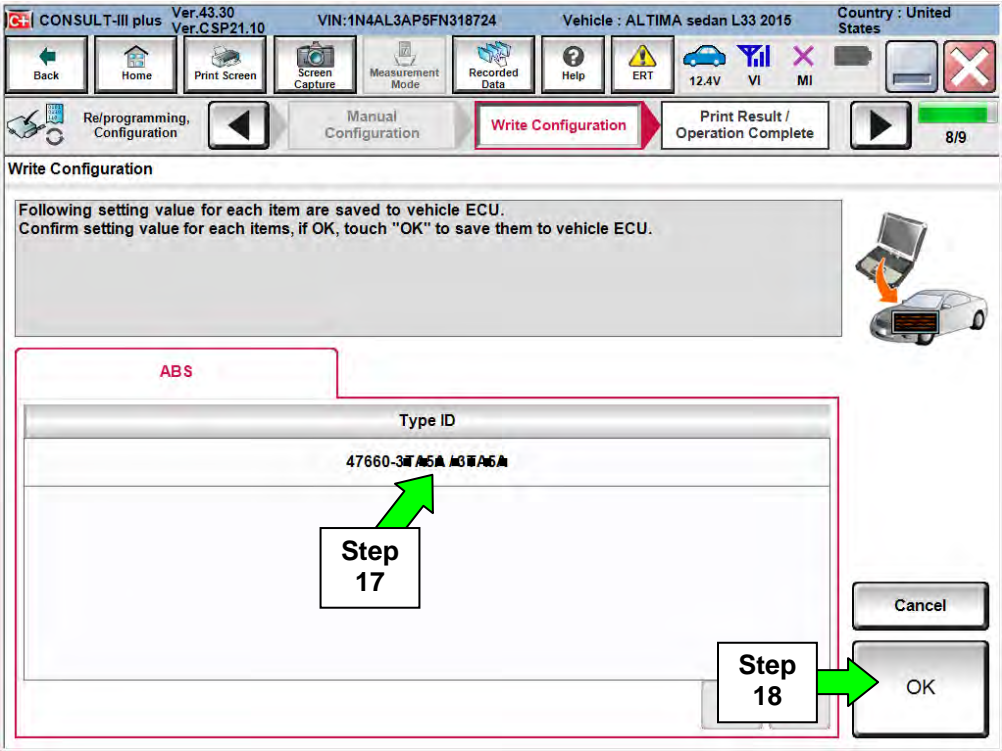 C+ CONSULT-III plus Ver.43.30 VIN:1N4AL3AP5FN318724 Vehicle : ALTIMA sedan L33 2015 Country : United
Ver.CSP21.10 States
Back Home Print Screen Screen Capture Measurement Mode Recorded Data Help ERT 12.4V VI MI
Re/programming, Manual Write Configuration Print Result /
Configuration Configuration Operation Complete 8/9
Write Configuration
Following setting value for each item are saved to vehicle ECU.
Confirm setting value for each items, if OK, touch "OK" to save them to vehicle ECU.
ABS
Type ID
47660-
Step
17
Cancel
Step
18
OK